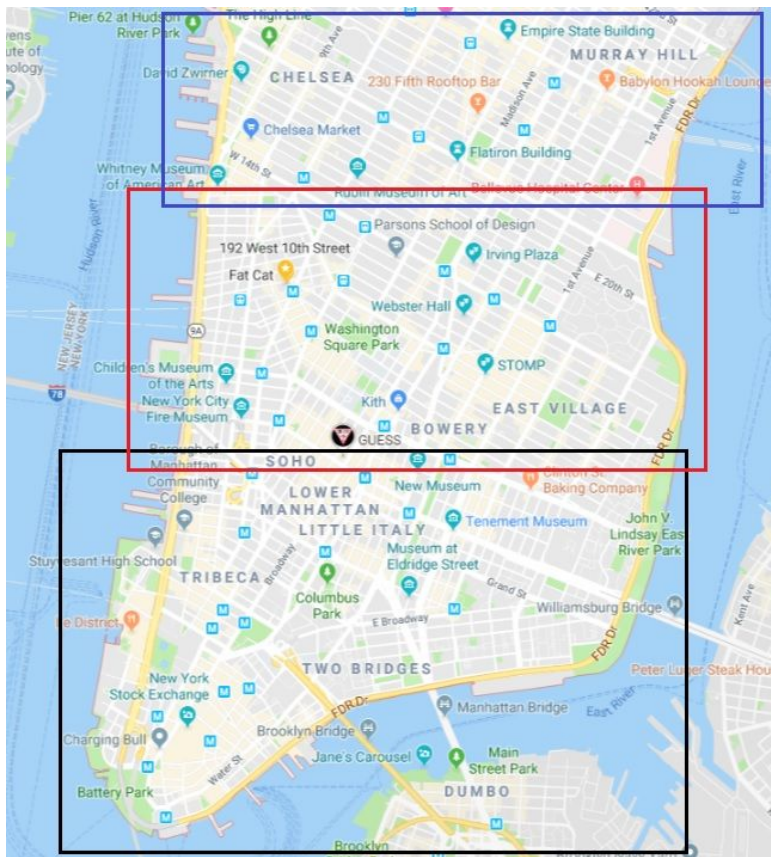 Pier 62 at Hudson
River Park
The High Line
9th Ave
Empire State Building
MURRAY HILL
David Zwirner
CHELSEA
230 Fifth Rooftop Bar
Madison Ave
Babylon Hookah Lounge
FDR Dr
1st Avenue
Chelsea Market
W 14th St
Flatiron Building
Whitney Museum
of American Art
Rubin Museum of Art
Bellevue Hospital Center
East River
Hudson River
Parsons School of Design
192 West 10th Street
Fat Cat
Irving Plaza
1st Avenue
E 20th St
Webster Hall
9A
NEW JERSEY
NEW YORK
Washington
Square Park
Children's Museum
of the Arts
STOMP
78
New York City
Fire Museum
Kith
EAST VILLAGE
BOWERY
GUESS
FDR Dr
Borough of
Manhattan
Community
College
SOHO
New Museum
Clinton St.
Baking Company
LOWER
MANHATTAN
LITTLE ITALY
Tenement Museum
John V.
Lindsay East
River Park
Stuyvesant High School
Broadway
Museum at
Eldridge Street
TRIBECA
Columbus
Park
Grand St
Williamsburg Bridge
Kent Ave
Le District
E Broadway
FDR Dr
TWO BRIDGES
Peter Luger Steak Hou
New York
Stock Exchange
FDR Dr
Manhattan Bridge
East River
Brooklyn Bridge
Charging Bull
Water St
Jane's Carousel
Main
Street Park
Battery Park
DUMBO
Brooklyn